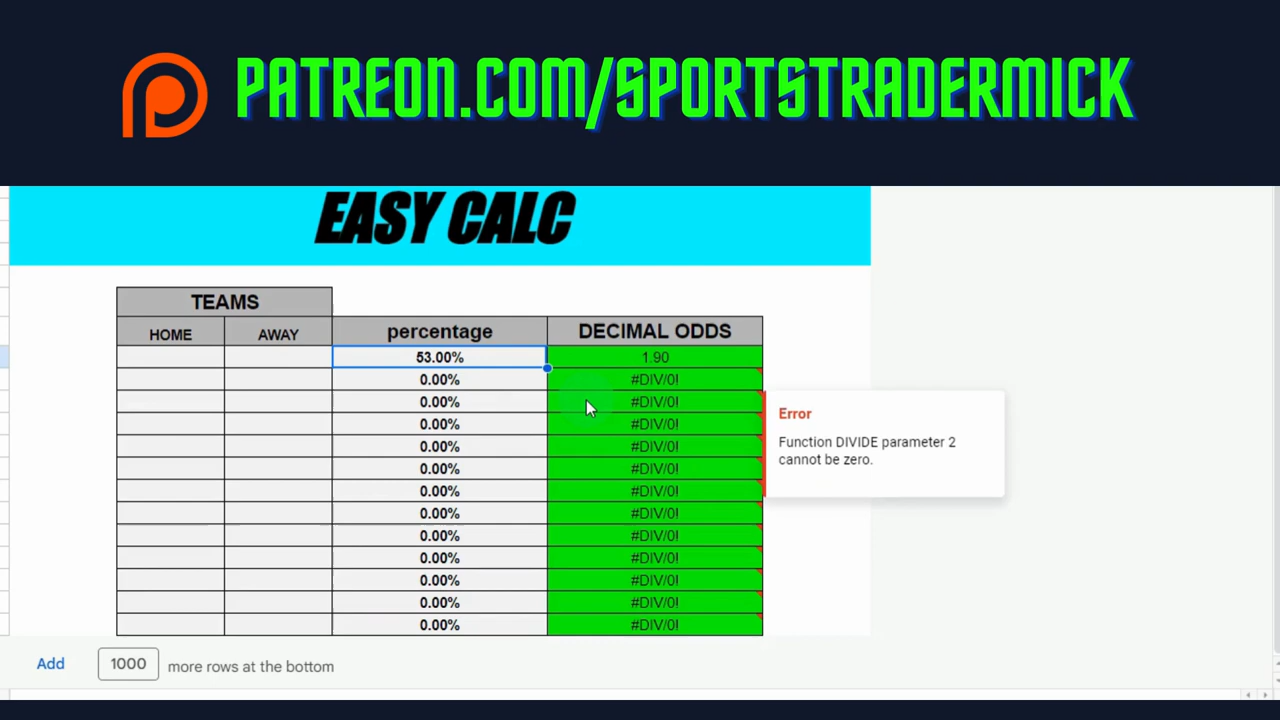 PATREON.COM/SPORTSTRADERMICK
EASY CALC
TEAMS
HOME AWAY percentage DECIMAL ODDS
53.00% 1.90
0.00% #DIV/0!
0.00% #DIV/0!
0.00% #DIV/0!
0.00% #DIV/0!
0.00% #DIV/0!
0.00% #DIV/0!
0.00% #DIV/0!
0.00% #DIV/0!
0.00% #DIV/0!
0.00% #DIV/0!
0.00% #DIV/0!
0.00% #DIV/0!
Error
Function DIVIDE parameter 2
cannot be zero.
Add 1000 more rows at the bottom